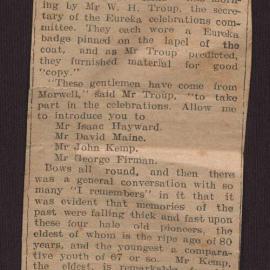 ing by Mr W. H. Troup, the secre-
tary of the Eureka celebrations com-
mittee. They each wore a Eureka
badge pinned on the lapel of the
coat, and as Mr Troup predicted,
they furnished material for good
"copy."
"These gentlemen have come from
Morwell," said Mr Troup, "to take
part in the celebrations. Allow me
to introduce you to
Mr Isaac Hayward.
Mr David Maine.
Mr John Kemp.
Mr George Firman.
Bows all round, and then there
was a general conversation with so
many "I remembers" in it that it
was evident that memories of the
past were falling thick and fast upon
these four hale old pioneers, the
eldest of whom is the ripe age of 80
years, and the youngest a compara-
tive youth of 67 or so. Mr Kemp,
the eldest, is